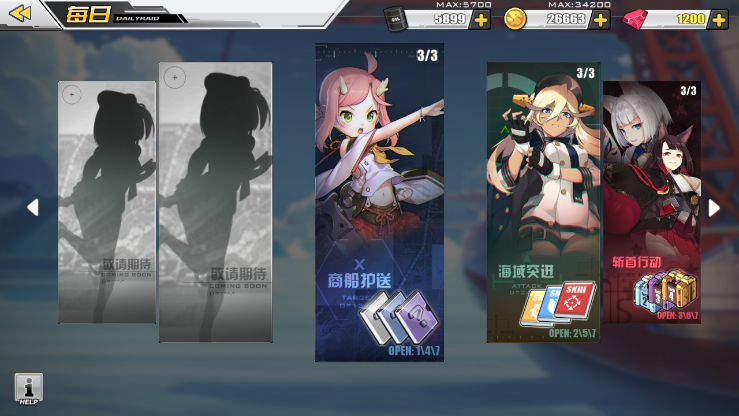 每日
DAILYRAID
OIL
MAX:5700
5899
MAX:34200
26663
1200
敬请期待
COMING SOON
敬请期待
COMING SOON
3/3
商船护送
OPEN: 1\4\7
3/3
海域突进
ATTACK
SKILL
OPEN: 2\5\7
3/3
斩首行动
OPEN: 3\6\7
i
HELP